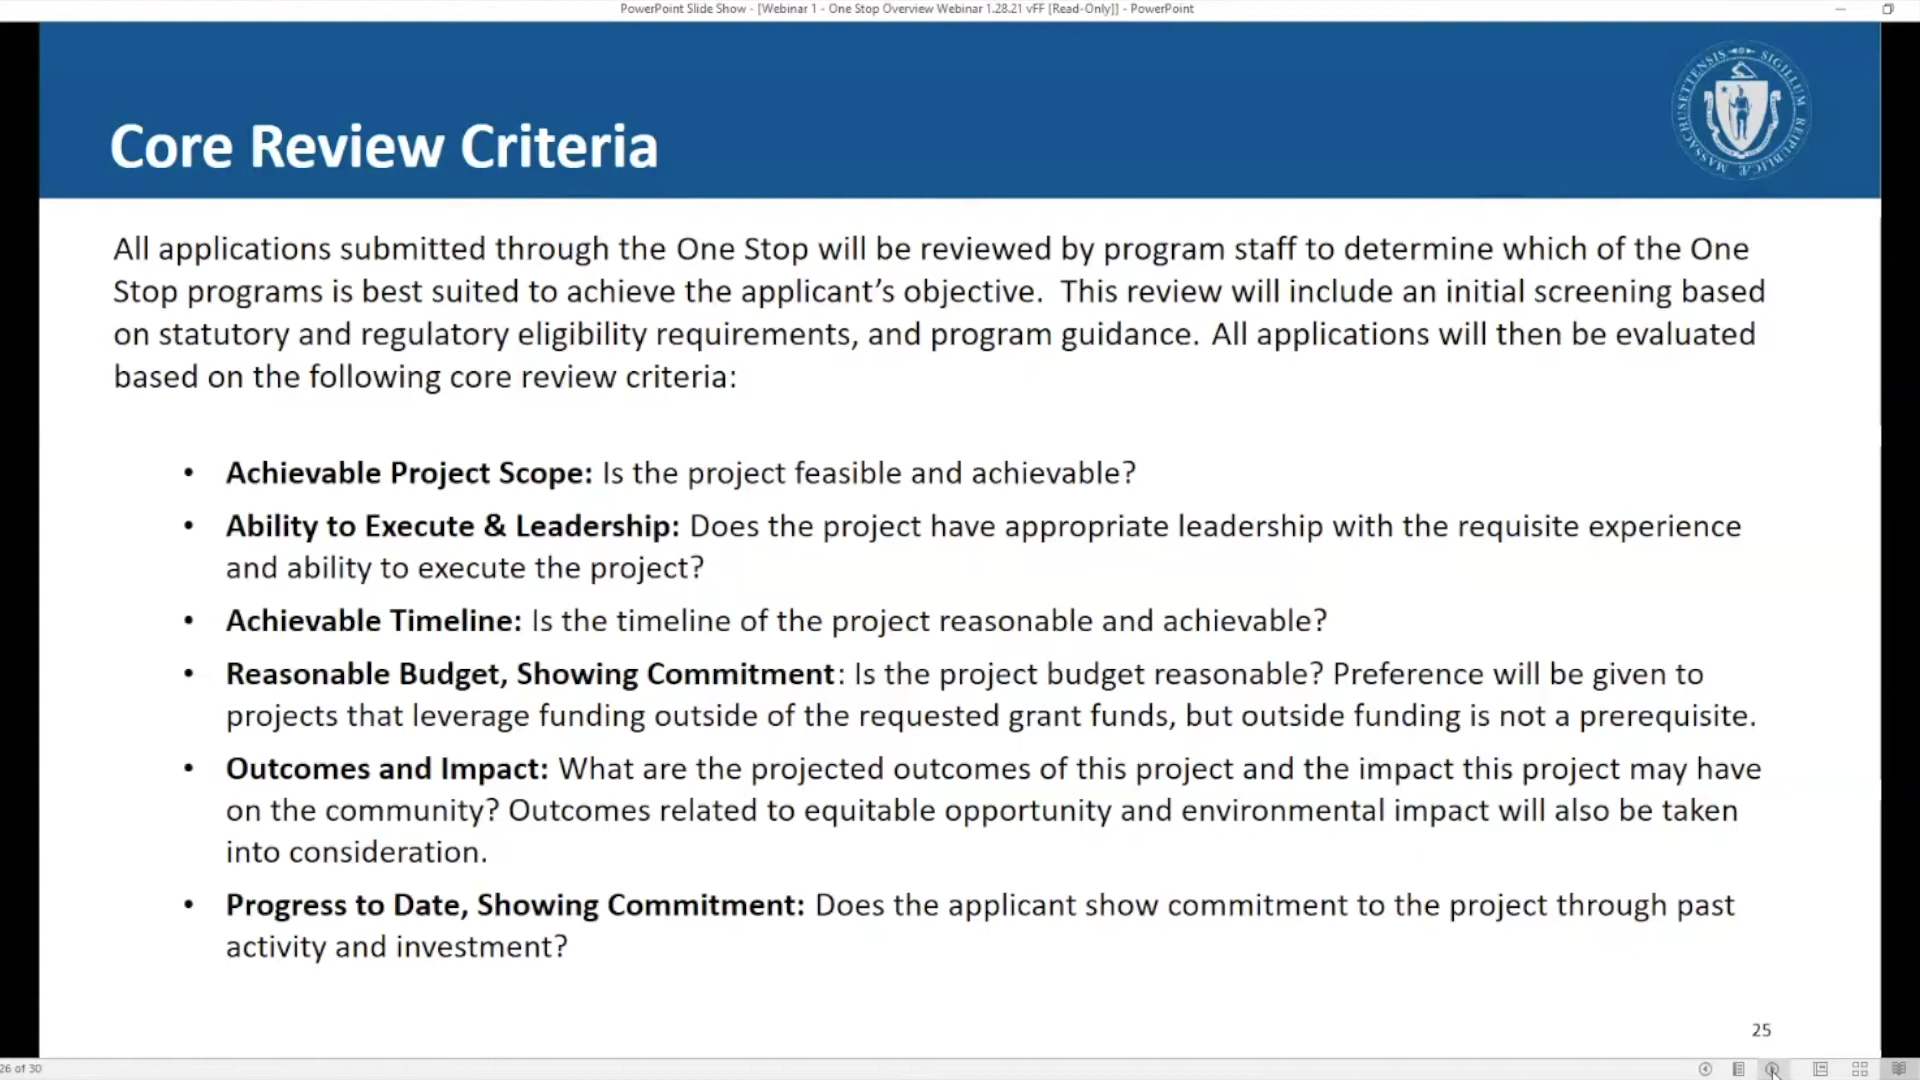 PowerPoint Slide Show - [Webinar 1 - One Stop Overview Webinar 1.28.21 vFF [Read-Only]] - PowerPoint
MASSACHUSETTENSIS SIGILLUM REIPUBLICÆ
Core Review Criteria
All applications submitted through the One Stop will be reviewed by program staff to determine which of the One
Stop programs is best suited to achieve the applicant’s objective.  This review will include an initial screening based
on statutory and regulatory eligibility requirements, and program guidance. All applications will then be evaluated
based on the following core review criteria:
• Achievable Project Scope: Is the project feasible and achievable?
• Ability to Execute & Leadership: Does the project have appropriate leadership with the requisite experience
and ability to execute the project?
• Achievable Timeline: Is the timeline of the project reasonable and achievable?
• Reasonable Budget, Showing Commitment: Is the project budget reasonable? Preference will be given to
projects that leverage funding outside of the requested grant funds, but outside funding is not a prerequisite.
• Outcomes and Impact: What are the projected outcomes of this project and the impact this project may have
on the community? Outcomes related to equitable opportunity and environmental impact will also be taken
into consideration.
• Progress to Date, Showing Commitment: Does the applicant show commitment to the project through past
activity and investment?
25
26 of 30